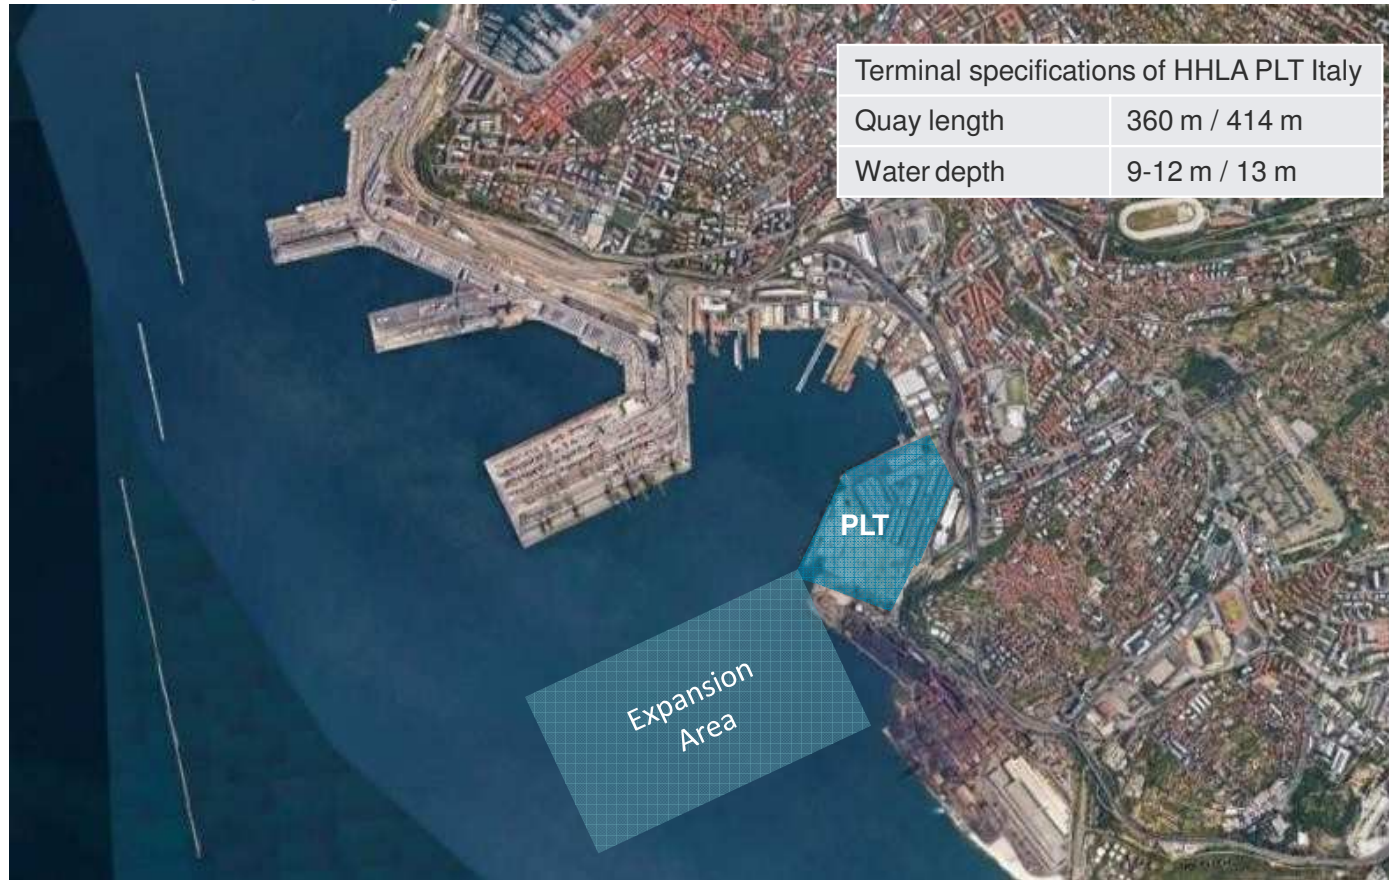 Terminal specifications of HHLA PLT Italy
Quay length 360 m / 414 m
Water depth 9-12 m / 13 m
PLT
Expansion
Area